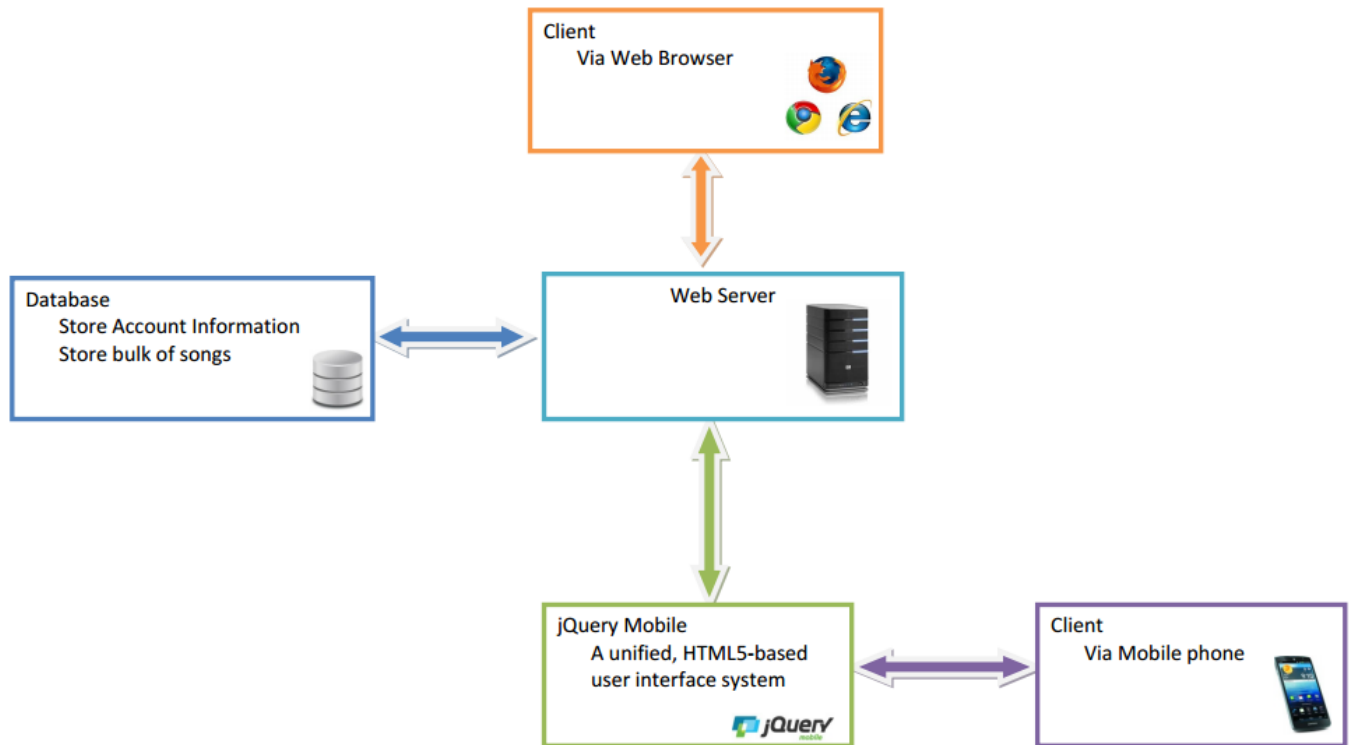 Client
Via Web Browser
Database
Store Account Information
Store bulk of songs
Web Server
jQuery Mobile
A unified, HTML5-based
user interface system
jQuery
mobile
Client
Via Mobile phone